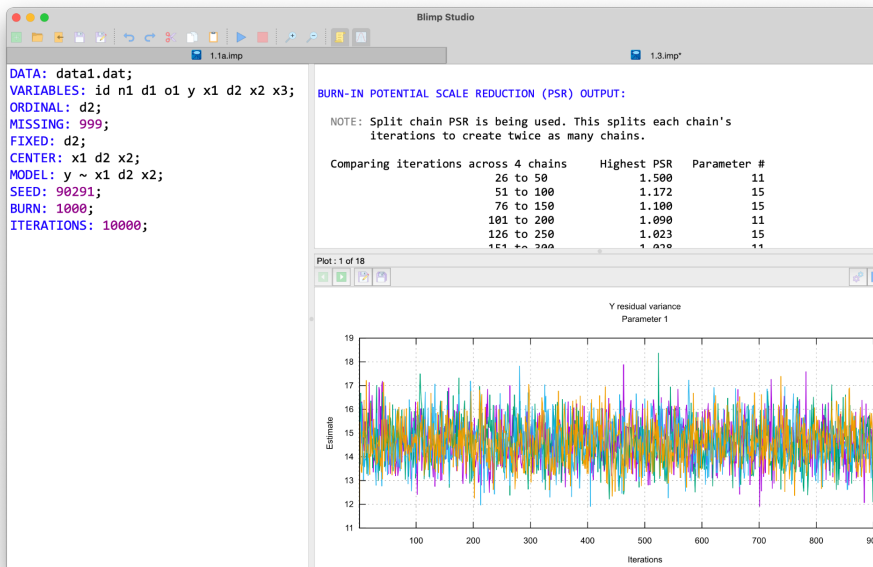 Blimp Studio
1.1a.imp
1.3.imp*
DATA: data1.dat;
VARIABLES: id n1 d1 o1 y x1 d2 x2 x3;
ORDINAL: d2;
MISSING: 999;
FIXED: d2;
CENTER: x1 d2 x2;
MODEL: y ~ x1 d2 x2;
SEED: 90291;
BURN: 1000;
ITERATIONS: 10000;
BURN-IN POTENTIAL SCALE REDUCTION (PSR) OUTPUT:
NOTE: Split chain PSR is being used. This splits each chain's
iterations to create twice as many chains.
Comparing iterations across 4 chains Highest PSR Parameter #
26 to 50 1.500 11
51 to 100 1.172 15
76 to 150 1.100 15
101 to 200 1.090 11
126 to 250 1.023 15
151 to 300 1.028 11
Plot : 1 of 18
Y residual variance
Parameter 1
19
18
17
16
15
14
13
12
11
Estimate
100 200 300 400 500 600 700 800
Iterations